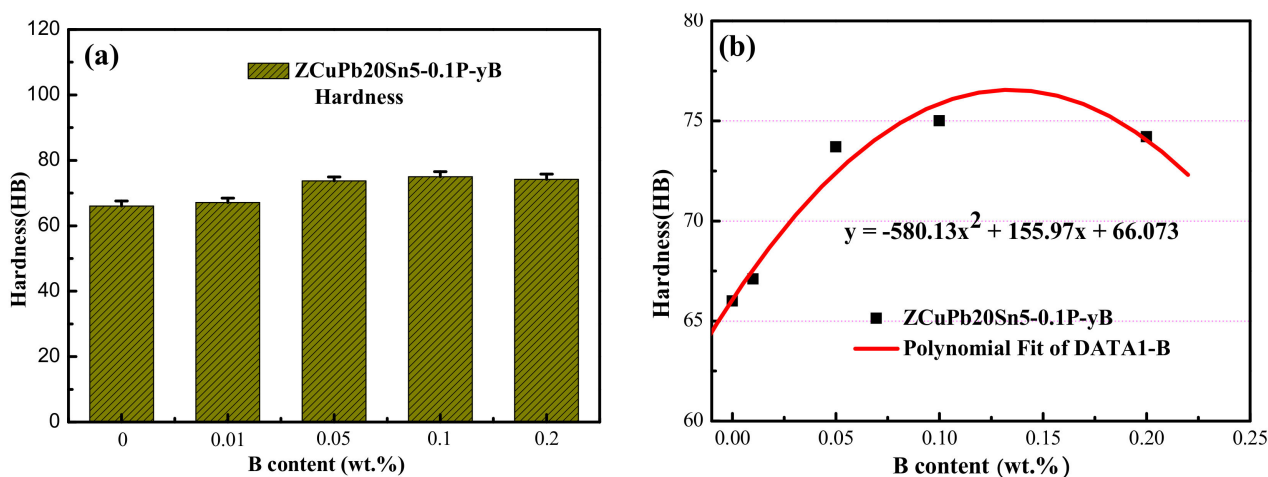 (a)
ZCuPb20Sn5-0.1P-yB
Hardness
Hardness(HB)
120
100
80
60
40
20
0
0 0.01 0.05 0.1 0.2
B content (wt.%)
(b)
Hardness(HB)
80
75
70
65
60
y = -580.13x² + 155.97x + 66.073
ZCuPb20Sn5-0.1P-yB
Polynomial Fit of DATA1-B
0.00 0.05 0.10 0.15 0.20 0.25
B content (wt.%)